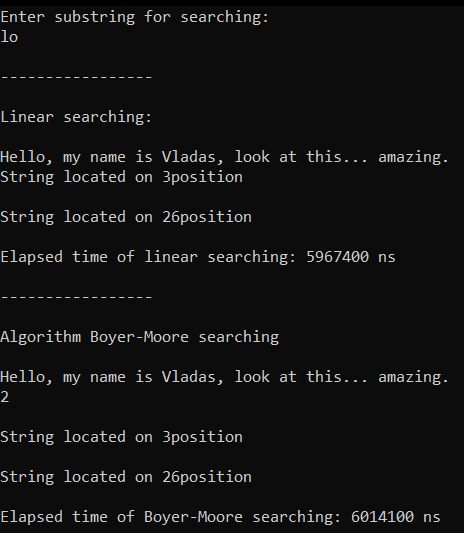 Enter substring for searching:
lo
-----------------
Linear searching:
Hello, my name is Vladas, look at this... amazing.
String located on 3position
String located on 26position
Elapsed time of linear searching: 5967400 ns
-----------------
Algorithm Boyer-Moore searching
Hello, my name is Vladas, look at this... amazing.
2
String located on 3position
String located on 26position
Elapsed time of Boyer-Moore searching: 6014100 ns